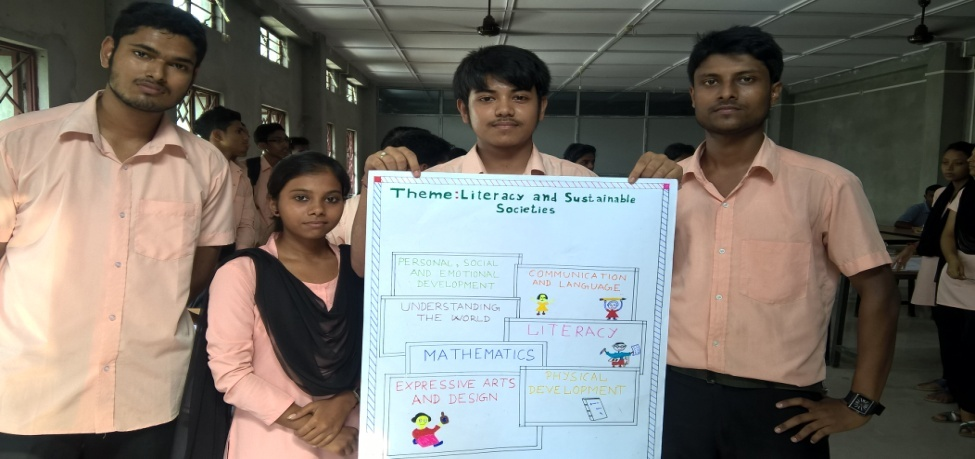 Theme:Literacy and Sustainable
Societies
PERSONAL, SOCIAL
AND EMOTIONAL
DEVELOPMENT
COMMUNICATION
AND LANGUAGE
UNDERSTANDING
THE WORLD
LITERACY
MATHEMATICS
EXPRESSIVE ARTS
AND DESIGN
PHYSICAL
DEVELOPMENT